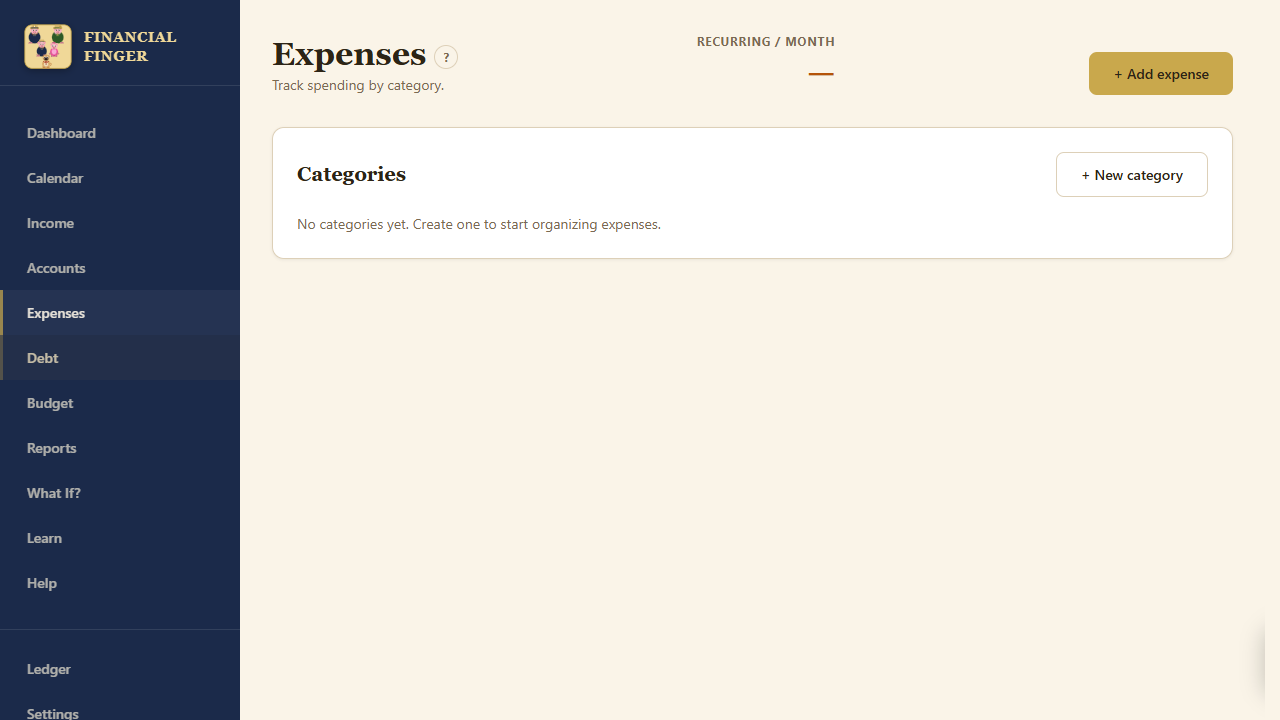 FINANCIAL
FINGER
Dashboard
Calendar
Income
Accounts
Expenses
Debt
Budget
Reports
What If?
Learn
Help
Ledger
Settings
Expenses ?
Track spending by category.
RECURRING / MONTH
—
+ Add expense
Categories
+ New category
No categories yet. Create one to start organizing expenses.